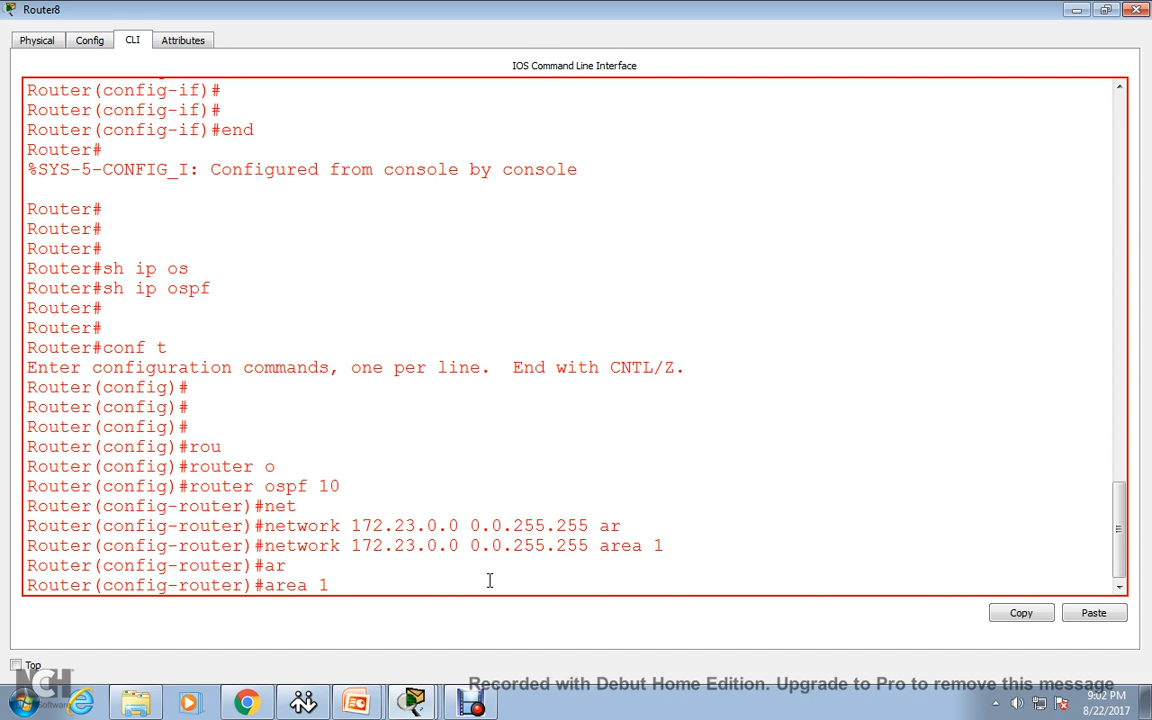 Router8
Physical Config CLI Attributes
IOS Command Line Interface
Router(config-if)#
Router(config-if)#
Router(config-if)#end
Router#
%SYS-5-CONFIG_I: Configured from console by console
Router#
Router#
Router#
Router#sh ip os
Router#sh ip ospf
Router#
Router#
Router#conf t
Enter configuration commands, one per line.  End with CNTL/Z.
Router(config)#
Router(config)#
Router(config)#
Router(config)#rou
Router(config)#router o
Router(config)#router ospf 10
Router(config-router)#net
Router(config-router)#network 172.23.0.0 0.0.255.255 ar
Router(config-router)#network 172.23.0.0 0.0.255.255 area 1
Router(config-router)#ar
Router(config-router)#area 1
Copy Paste
Top
NCH Software
Recorded with Debut Home Edition. Upgrade to Pro to remove this message
9:02 PM
8/22/2017